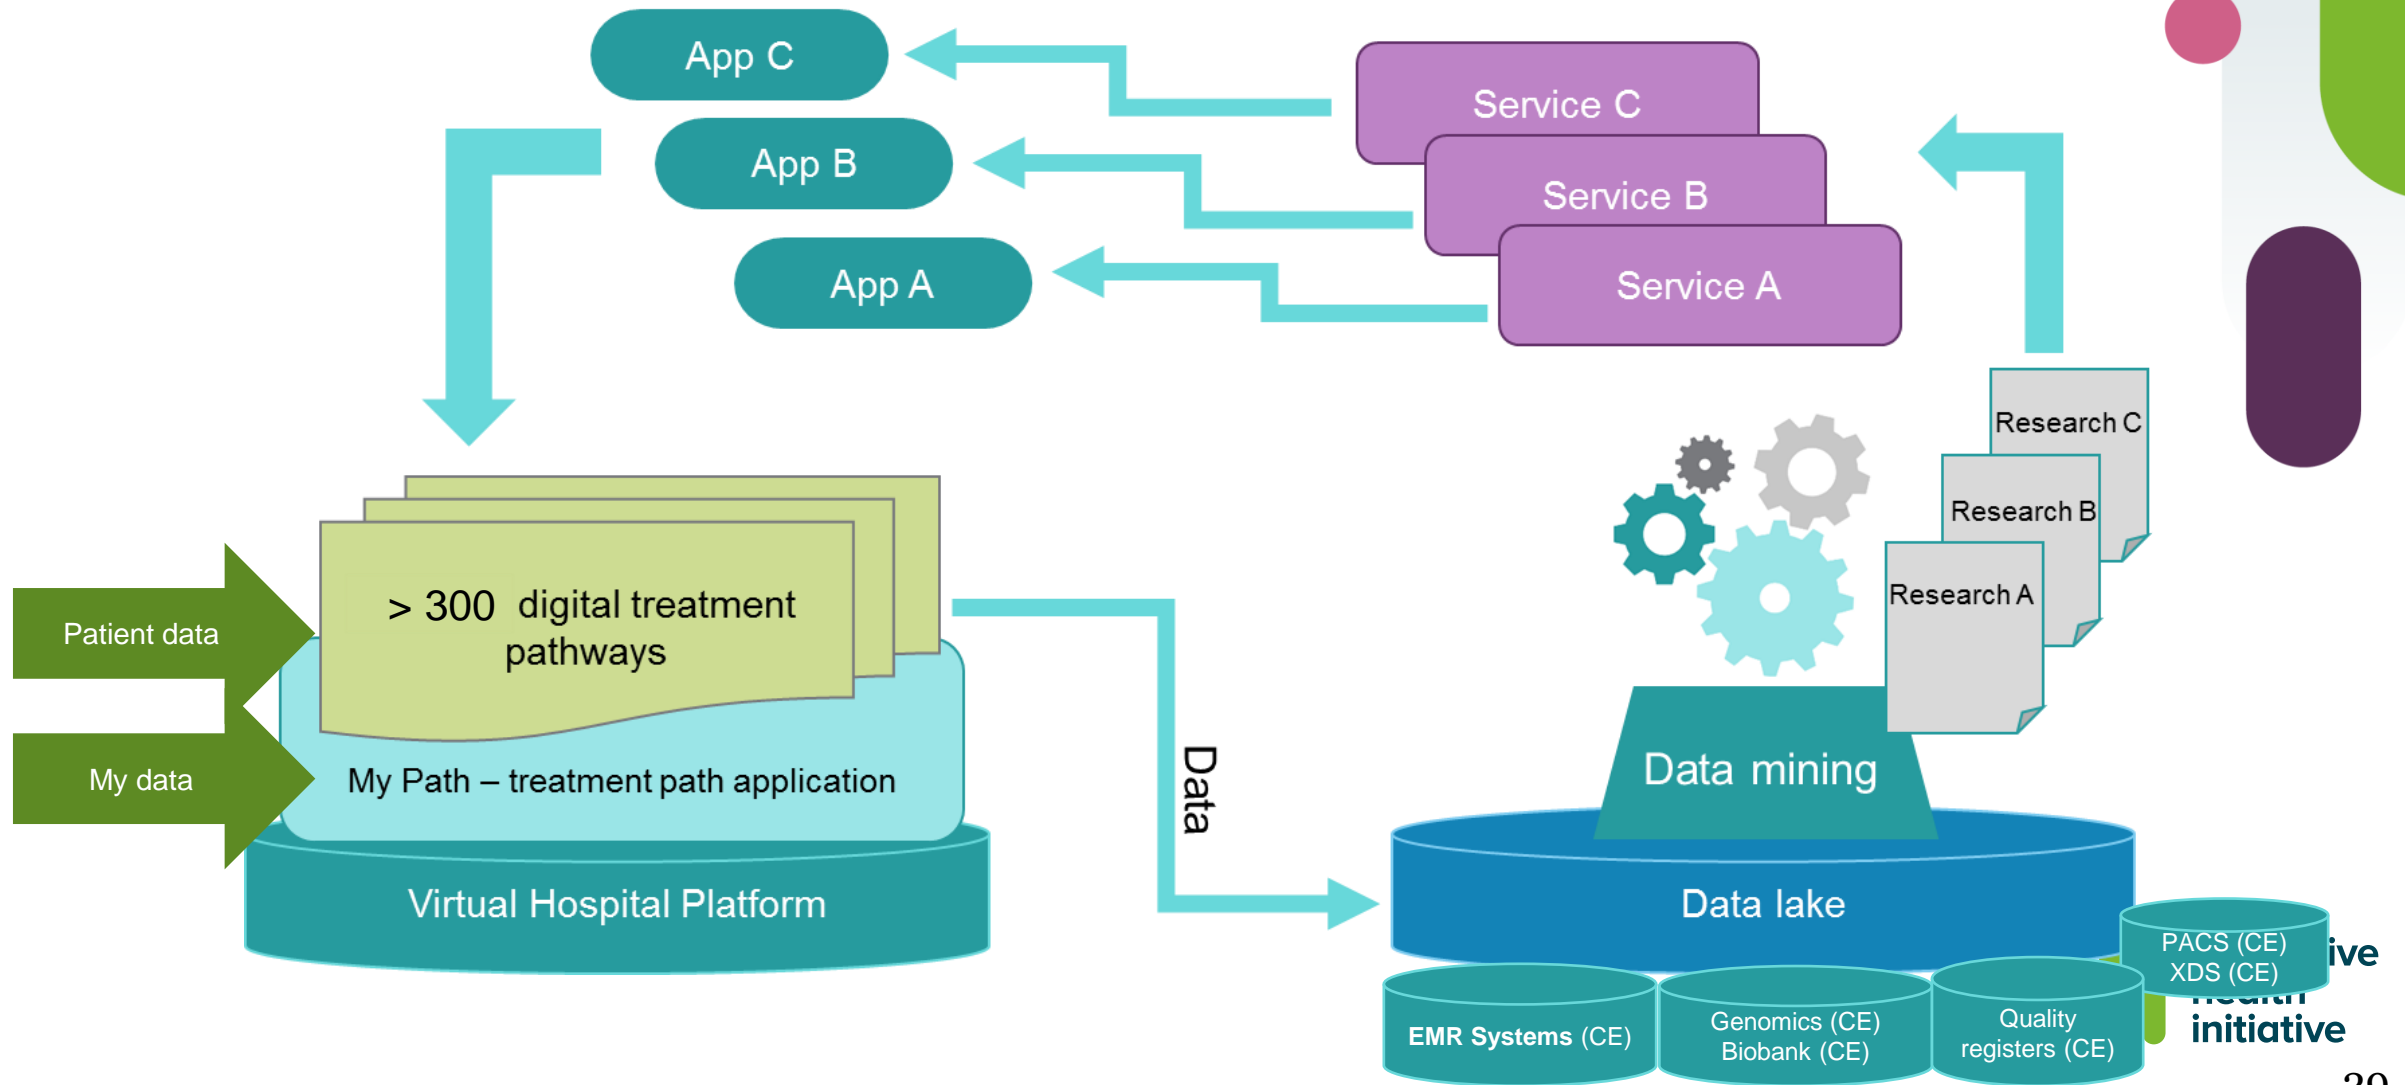 App C
Service C
App B
Service B
App A
Service A
Research C
Research B
Research A
> 300 digital treatment
pathways
Patient data
My data
My Path – treatment path application
Data
Data mining
Virtual Hospital Platform
Data lake
PACS (CE)
XDS (CE)
ive
health
initiative
EMR Systems (CE)
Genomics (CE)
Biobank (CE)
Quality
registers (CE)